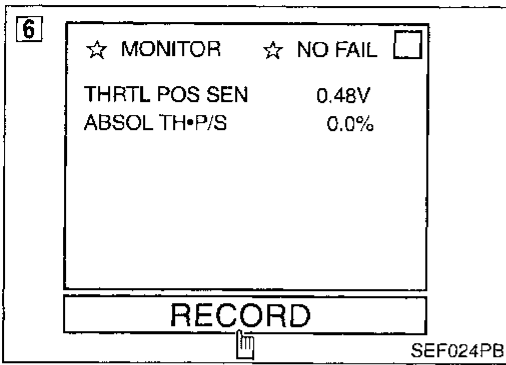 6
☆ MONITOR ☆ NO FAIL
THRTL POS SEN 0.48V
ABSOL TH•P/S 0.0%
RECORD
SEF024PB